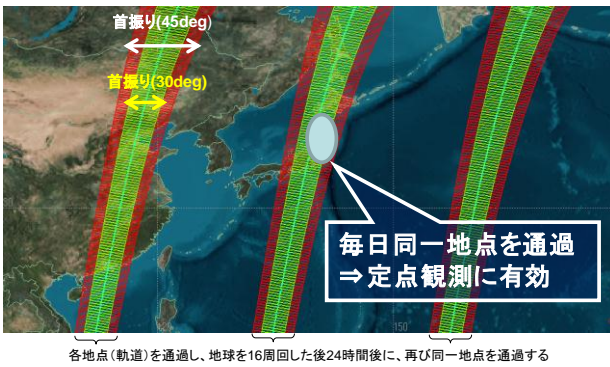 首振り(45deg)
首振り(30deg)
毎日同一地点を通過
⇒定点観測に有効
150°
各地点(軌道)を通過し、地球を16周回した後24時間後に、再び同一地点を通過する